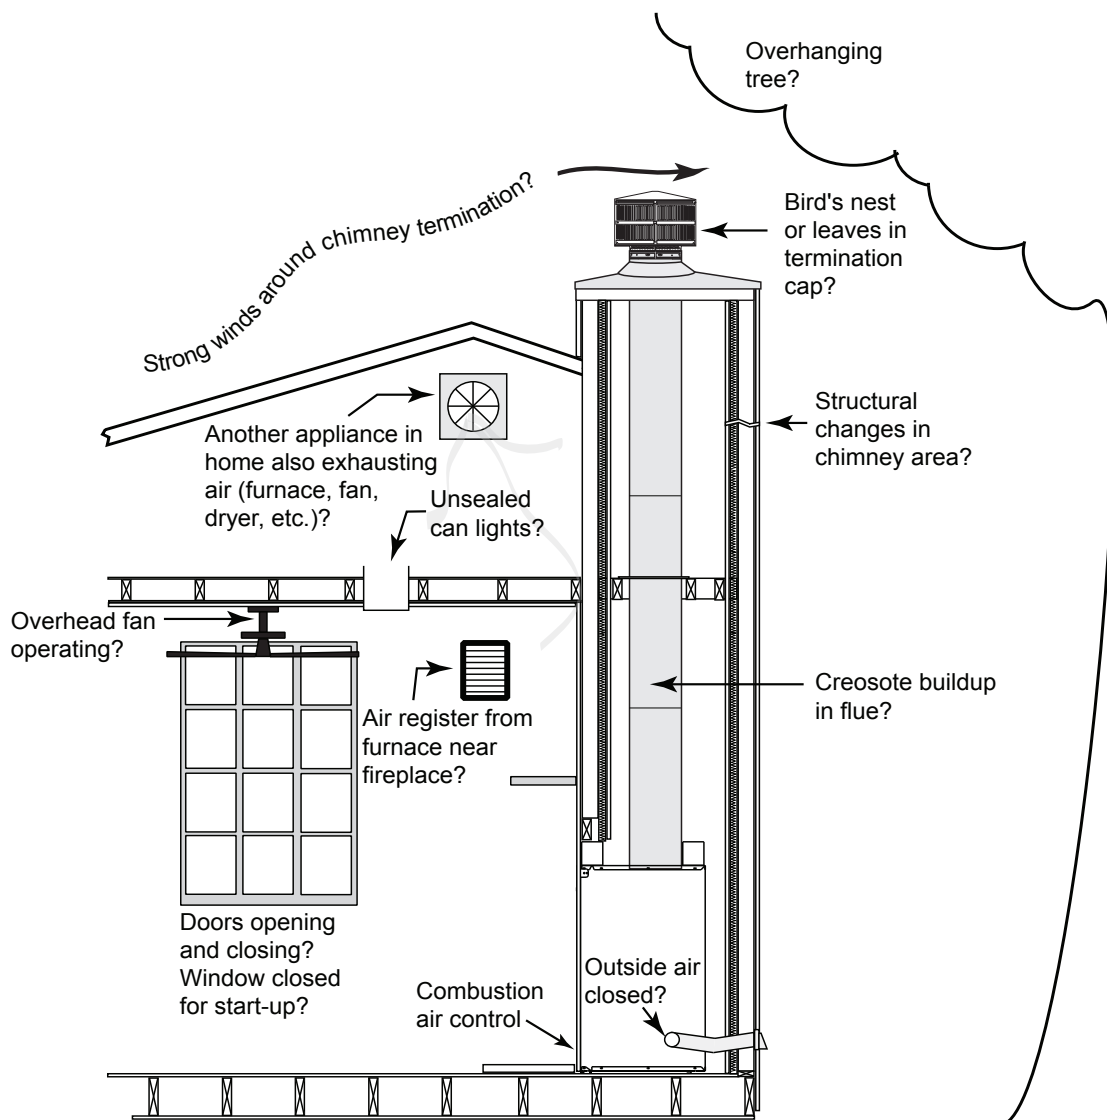 Overhanging
tree?
Strong winds around chimney termination?
Bird's nest
or leaves in
termination
cap?
Structural
changes in
chimney area?
Another appliance in
home also exhausting
air (furnace, fan,
dryer, etc.)?
Unsealed
can lights?
Overhead fan
operating?
Air register from
furnace near
fireplace?
Creosote buildup
in flue?
Doors opening
and closing?
Window closed
for start-up?
Combustion
air control
Outside air
closed?